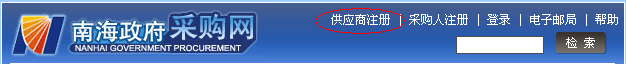 南海政府采购网
NANHAI GOVERNMENT PROCUREMENT
供应商注册 | 采购人注册 | 登录 | 电子邮局 | 帮助
检 索